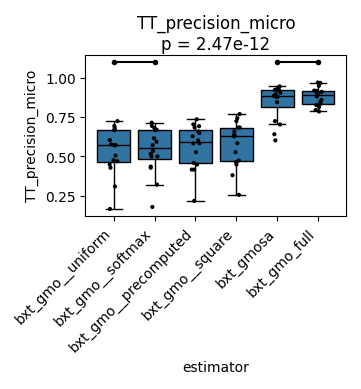 TT_precision_micro
p = 2.47e-12
TT_precision_micro
1.00
0.75
0.50
0.25
bxt_gmo__uniform
bxt_gmo__softmax
bxt_gmo__precomputed
bxt_gmo__square
bxt_gmosa
bxt_gmo_full
estimator